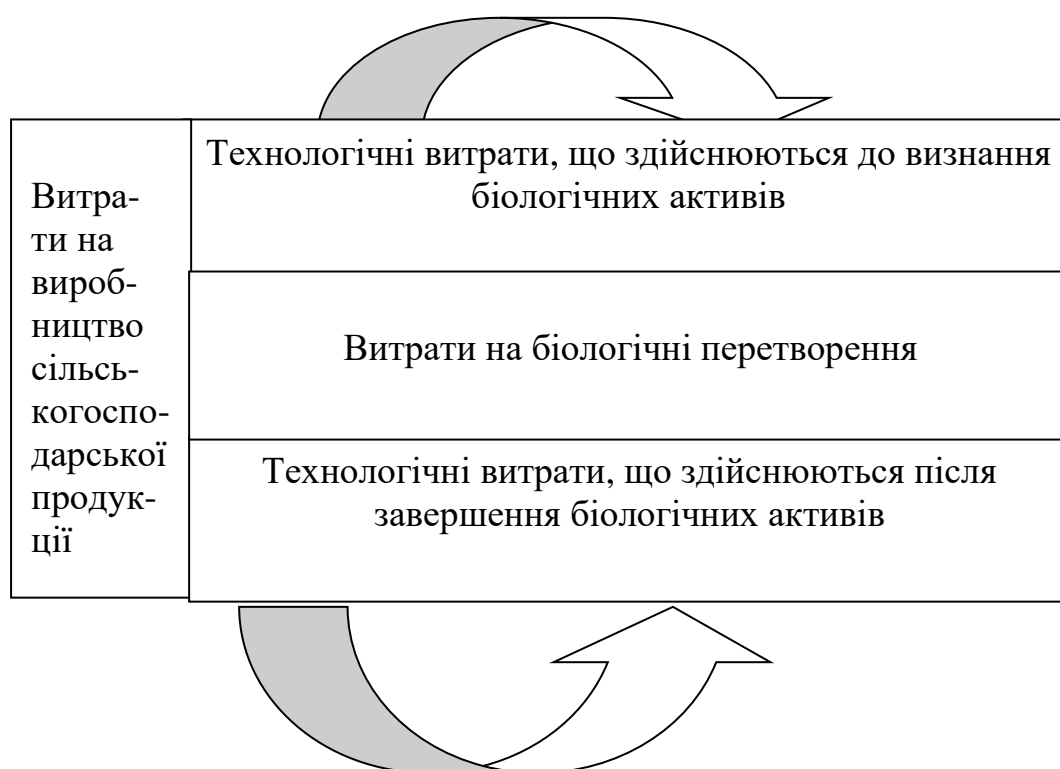 Витра-
ти на
вироб-
ництво
сільсь-
когоспо-
дарської
продук-
ції
Технологічні витрати, що здійснюються до визнання
біологічних активів
Витрати на біологічні перетворення
Технологічні витрати, що здійснюються після
завершення біологічних активів